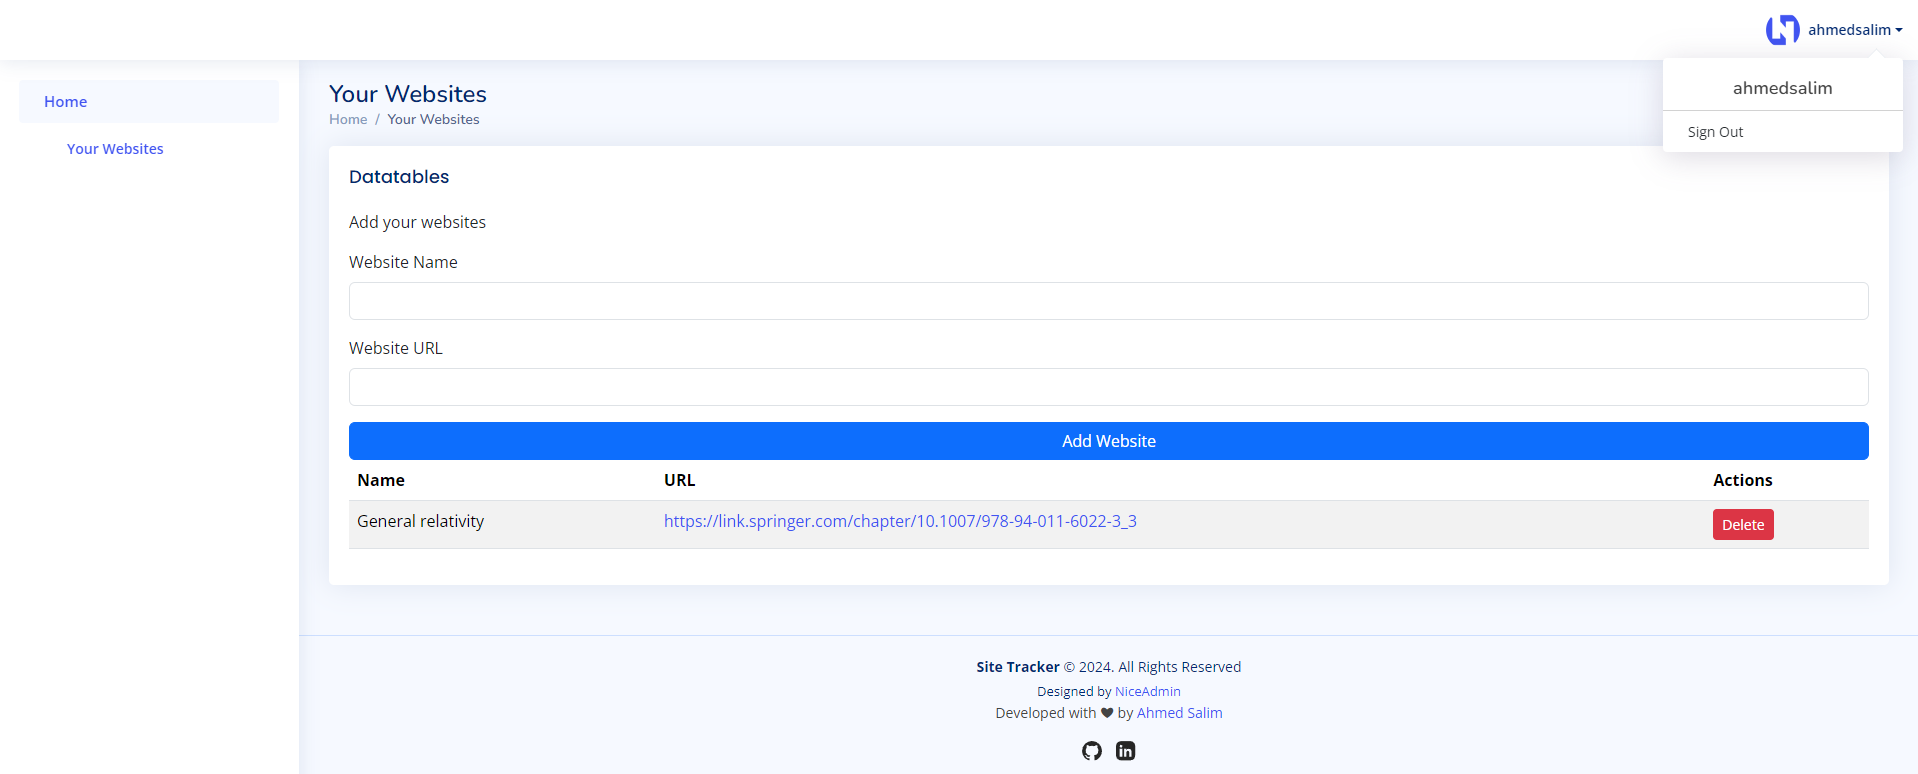 ahmedsalim
ahmedsalim
Sign Out
Home
Your Websites
Your Websites
Home / Your Websites
Datatables
Add your websites
Website Name
Website URL
Add Website
Name URL Actions
General relativity https://link.springer.com/chapter/10.1007/978-94-011-6022-3_3 Delete
Site Tracker © 2024. All Rights Reserved
Designed by NiceAdmin
Developed with ♥ by Ahmed Salim